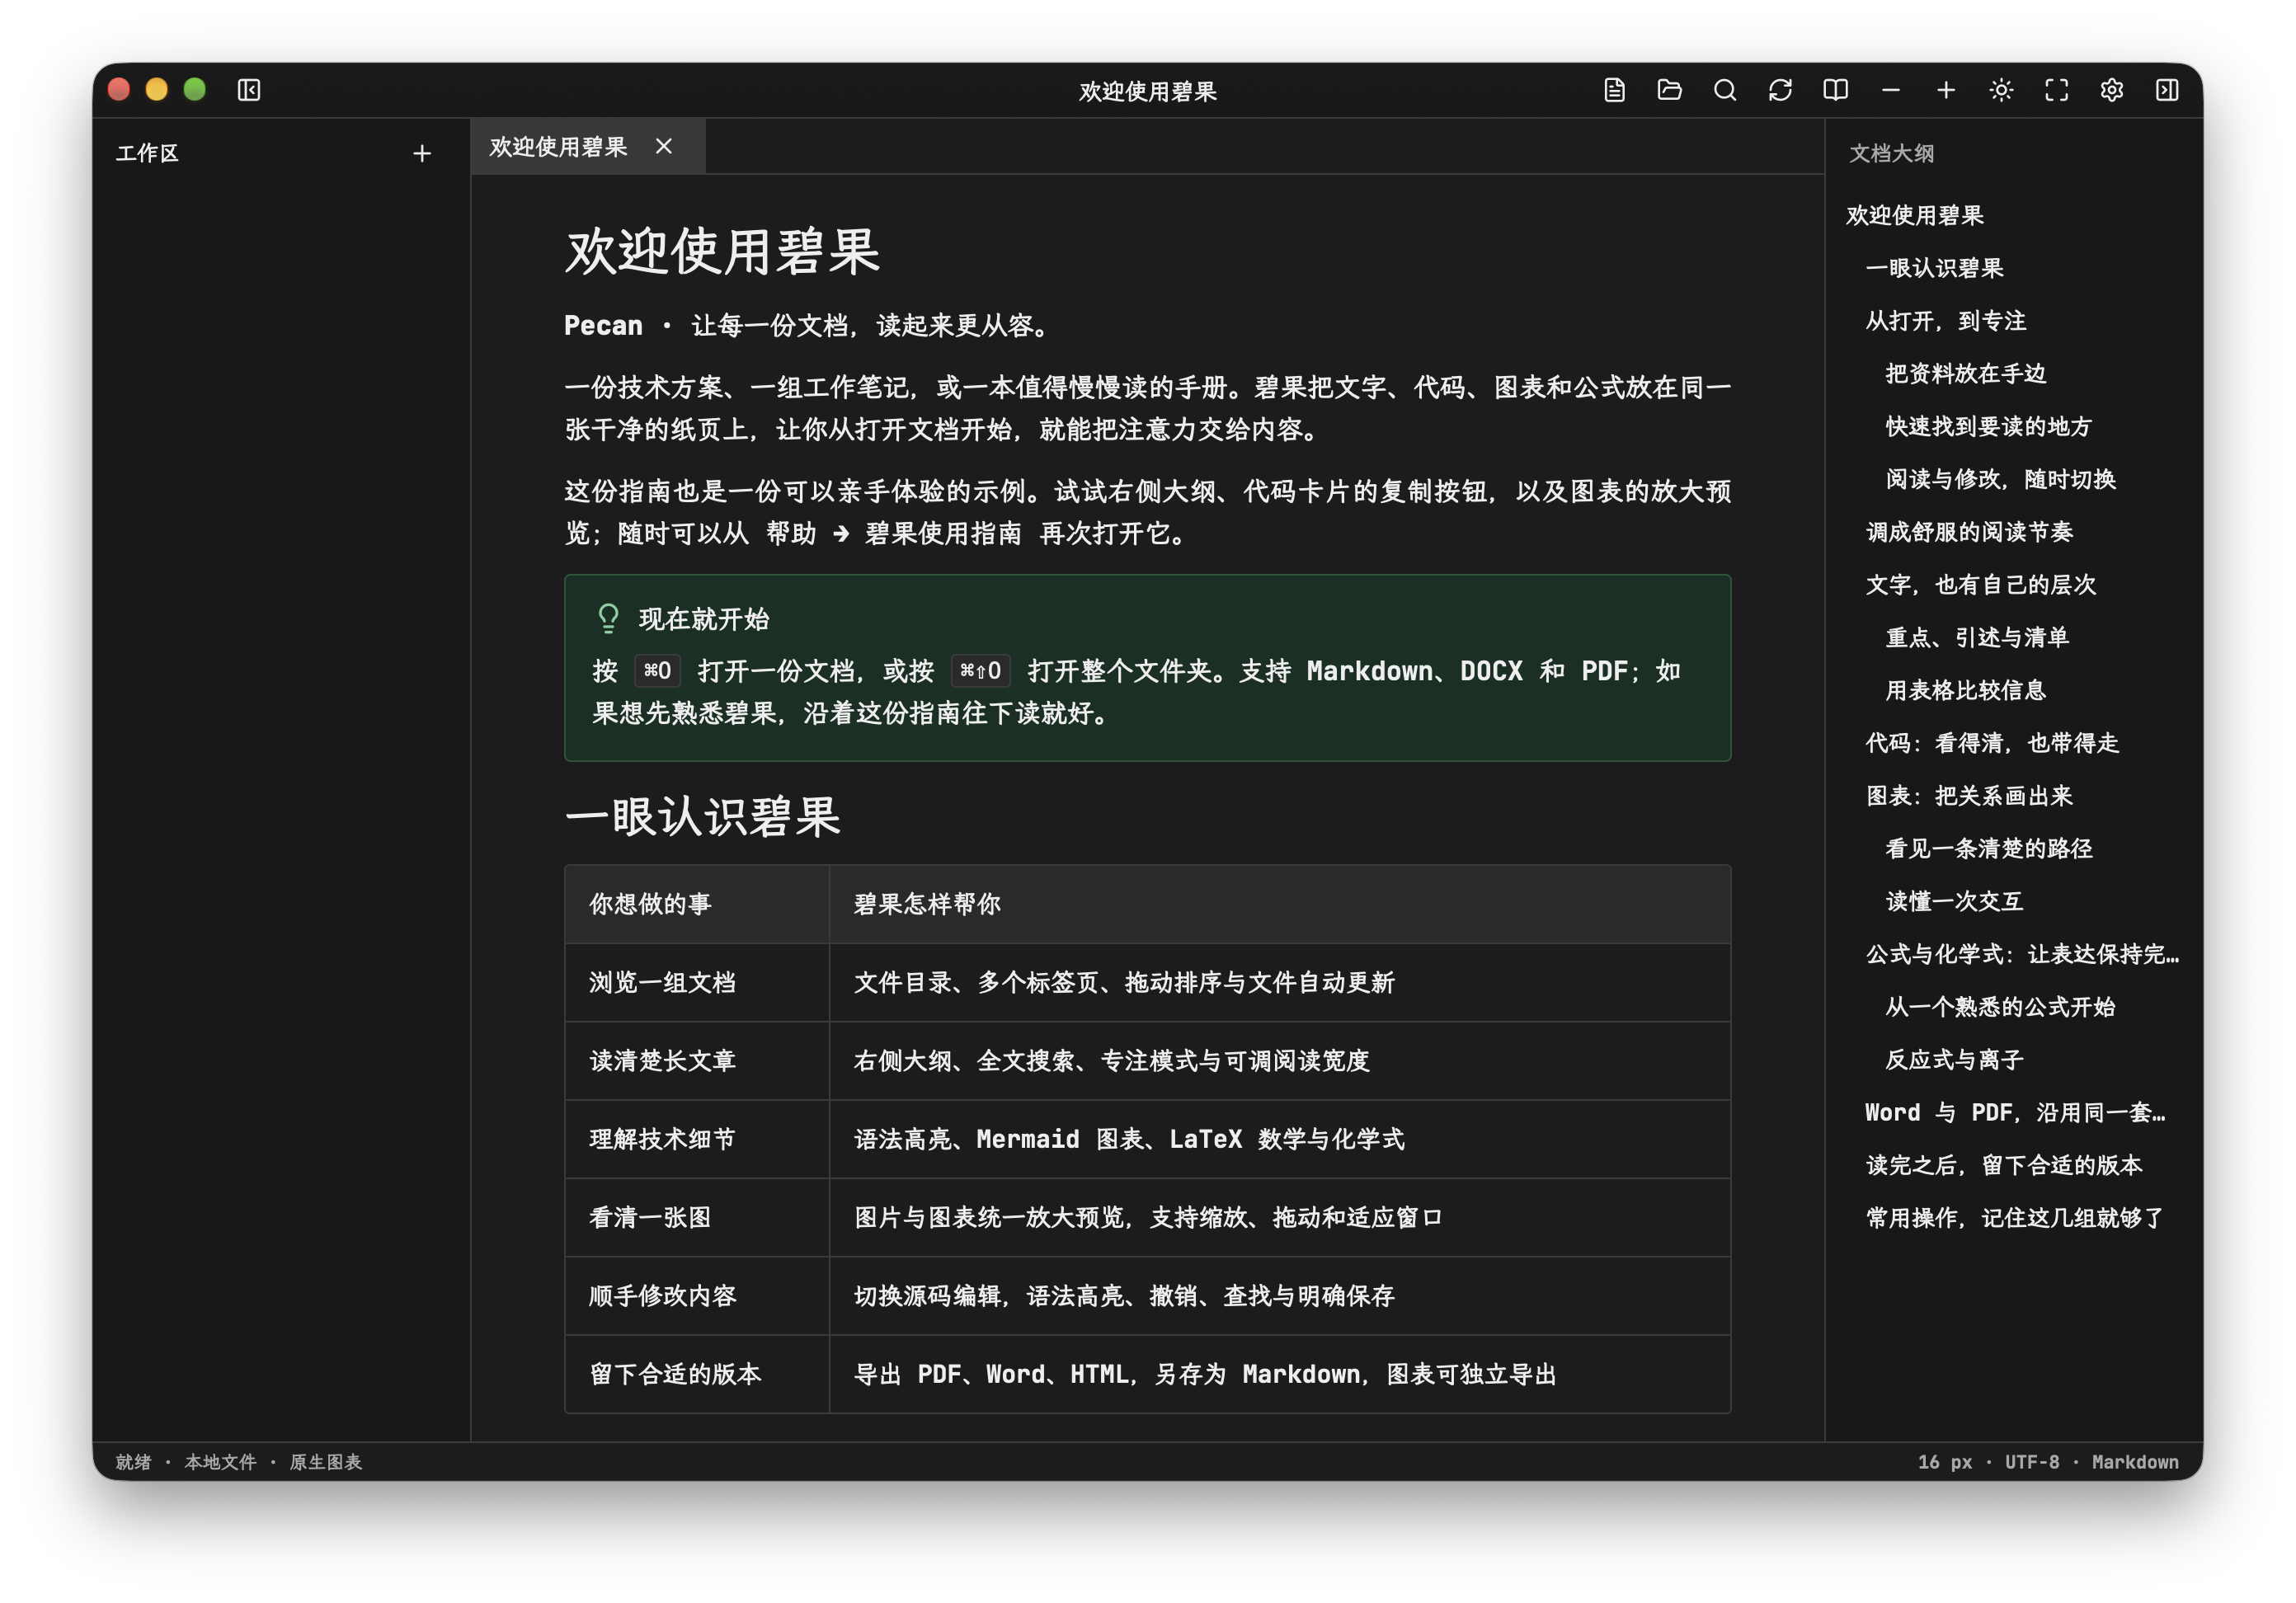 欢迎使用碧果
工作区
欢迎使用碧果
欢迎使用碧果
Pecan · 让每一份文档，读起来更从容。
一份技术方案、一组工作笔记，或一本值得慢慢读的手册。碧果把文字、代码、图表和公式放在同一
张干净的纸页上，让你从打开文档开始，就能把注意力交给内容。
这份指南也是一份可以亲手体验的示例。试试右侧大纲、代码卡片的复制按钮，以及图表的放大预
览；随时可以从 帮助 → 碧果使用指南 再次打开它。
现在就开始
按 ⌘O 打开一份文档，或按 ⌘⇧O 打开整个文件夹。支持 Markdown、DOCX 和 PDF；如
果想先熟悉碧果，沿着这份指南往下读就好。
一眼认识碧果
你想做的事 碧果怎样帮你
浏览一组文档 文件目录、多个标签页、拖动排序与文件自动更新
读清楚长文章 右侧大纲、全文搜索、专注模式与可调阅读宽度
理解技术细节 语法高亮、Mermaid 图表、LaTeX 数学与化学式
看清一张图 图片与图表统一放大预览，支持缩放、拖动和适应窗口
顺手修改内容 切换源码编辑，语法高亮、撤销、查找与明确保存
留下合适的版本 导出 PDF、Word、HTML，另存为 Markdown，图表可独立导出
文档大纲
欢迎使用碧果
一眼认识碧果
从打开，到专注
把资料放在手边
快速找到要读的地方
阅读与修改，随时切换
调成舒服的阅读节奏
文字，也有自己的层次
重点、引述与清单
用表格比较信息
代码：看得清，也带得走
图表：把关系画出来
看见一条清楚的路径
读懂一次交互
公式与化学式：让表达保持完…
从一个熟悉的公式开始
反应式与离子
Word 与 PDF，沿用同一套…
读完之后，留下合适的版本
常用操作，记住这几组就够了
就绪 · 本地文件 · 原生图表
16 px · UTF-8 · Markdown